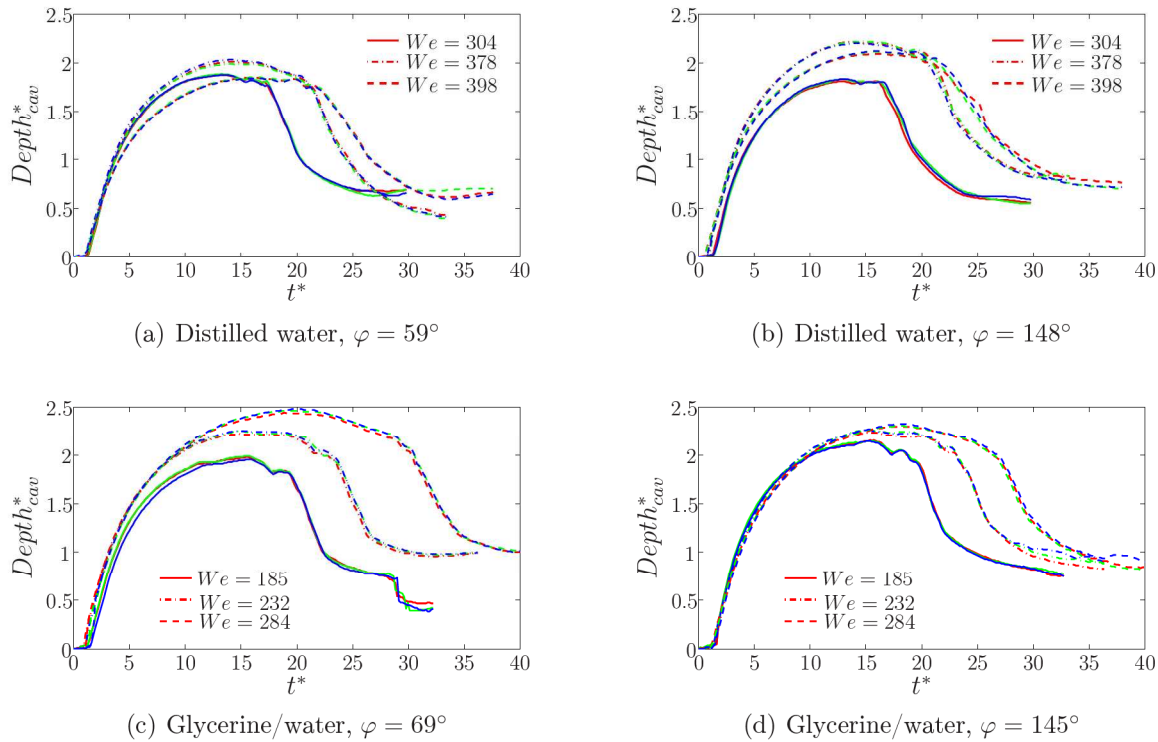 2.5
2
1.5
1
0.5
0
0 5 10 15 20 25 30 35 40
Depth*cav
t*
We = 304
We = 378
We = 398
(a) Distilled water, φ = 59°
2.5
2
1.5
1
0.5
0
0 5 10 15 20 25 30 35 40
Depth*cav
t*
We = 304
We = 378
We = 398
(b) Distilled water, φ = 148°
2.5
2
1.5
1
0.5
0
0 5 10 15 20 25 30 35 40
Depth*cav
t*
We = 185
We = 232
We = 284
(c) Glycerine/water, φ = 69°
2.5
2
1.5
1
0.5
0
0 5 10 15 20 25 30 35 40
Depth*cav
t*
We = 185
We = 232
We = 284
(d) Glycerine/water, φ = 145°